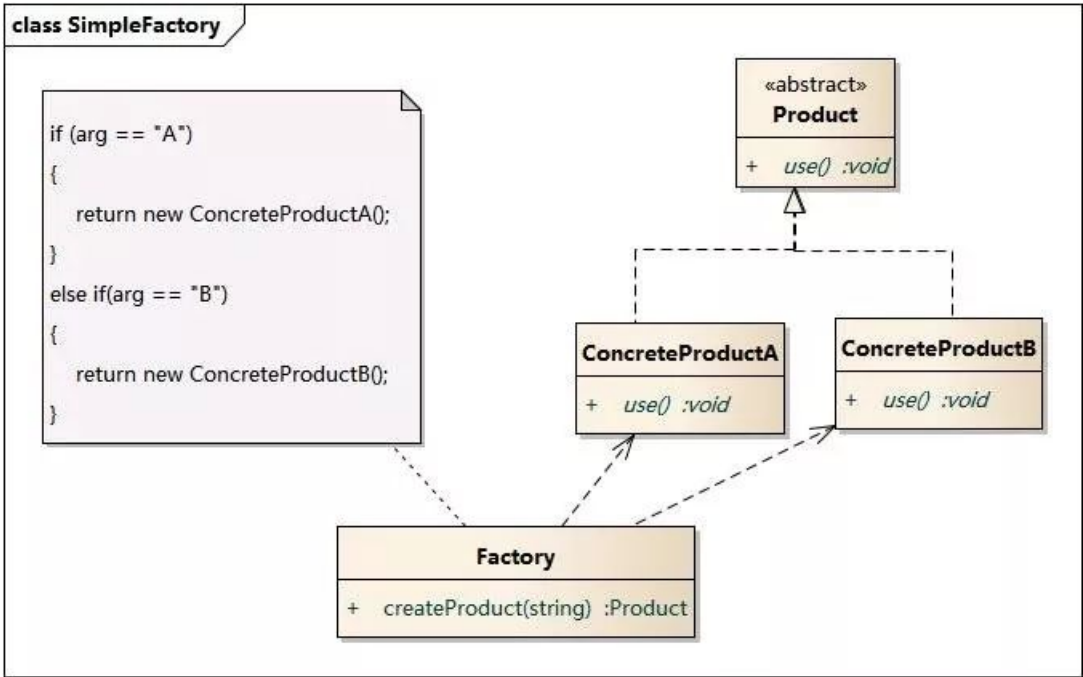 class SimpleFactory
if (arg == "A")
{
return new ConcreteProductA();
}
else if(arg == "B")
{
return new ConcreteProductB();
}
«abstract»
Product
+ use() :void
ConcreteProductA
+ use() :void
ConcreteProductB
+ use() :void
Factory
+ createProduct(string) :Product